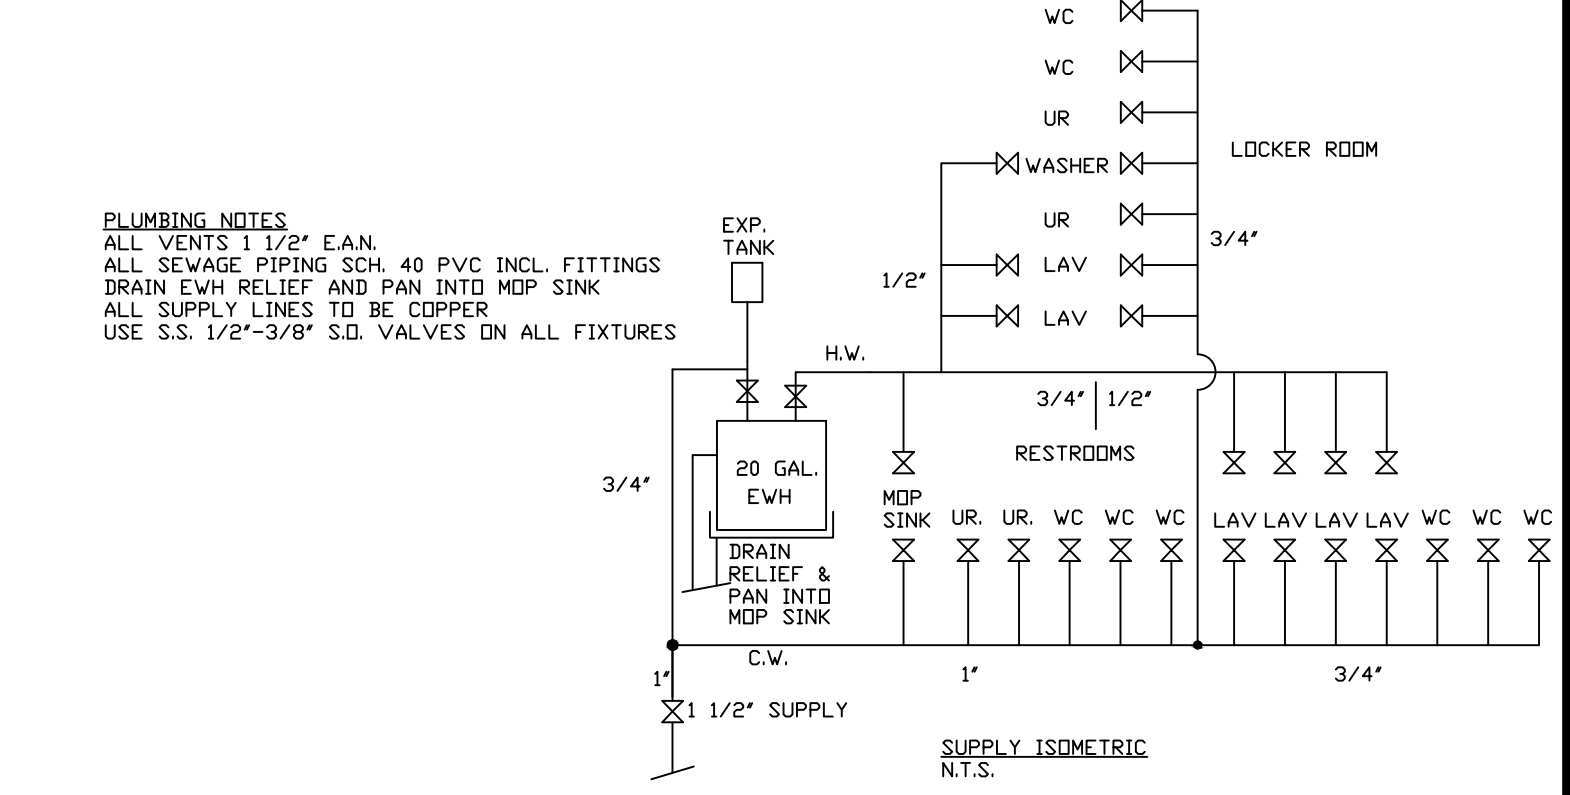 WC
WC
UR
LOCKER ROOM
WASHER
PLUMBING NOTES
ALL VENTS 1 1/2" E.A.N.
ALL SEWAGE PIPING SCH. 40 PVC INCL. FITTINGS
DRAIN EWH RELIEF AND PAN INTO MOP SINK
ALL SUPPLY LINES TO BE COPPER
USE S.S. 1/2"-3/8" S.O. VALVES ON ALL FIXTURES
EXP.
TANK
UR
3/4"
1/2"
LAV
LAV
H.W.
3/4" 1/2"
RESTROOMS
3/4"
20 GAL.
EWH
MOP
SINK
UR.
UR.
WC
WC
WC
LAV
LAV
LAV
LAV
WC
WC
WC
DRAIN
RELIEF &
PAN INTO
MOP SINK
C.W.
1"
1"
3/4"
1 1/2" SUPPLY
SUPPLY ISOMETRIC
N.T.S.